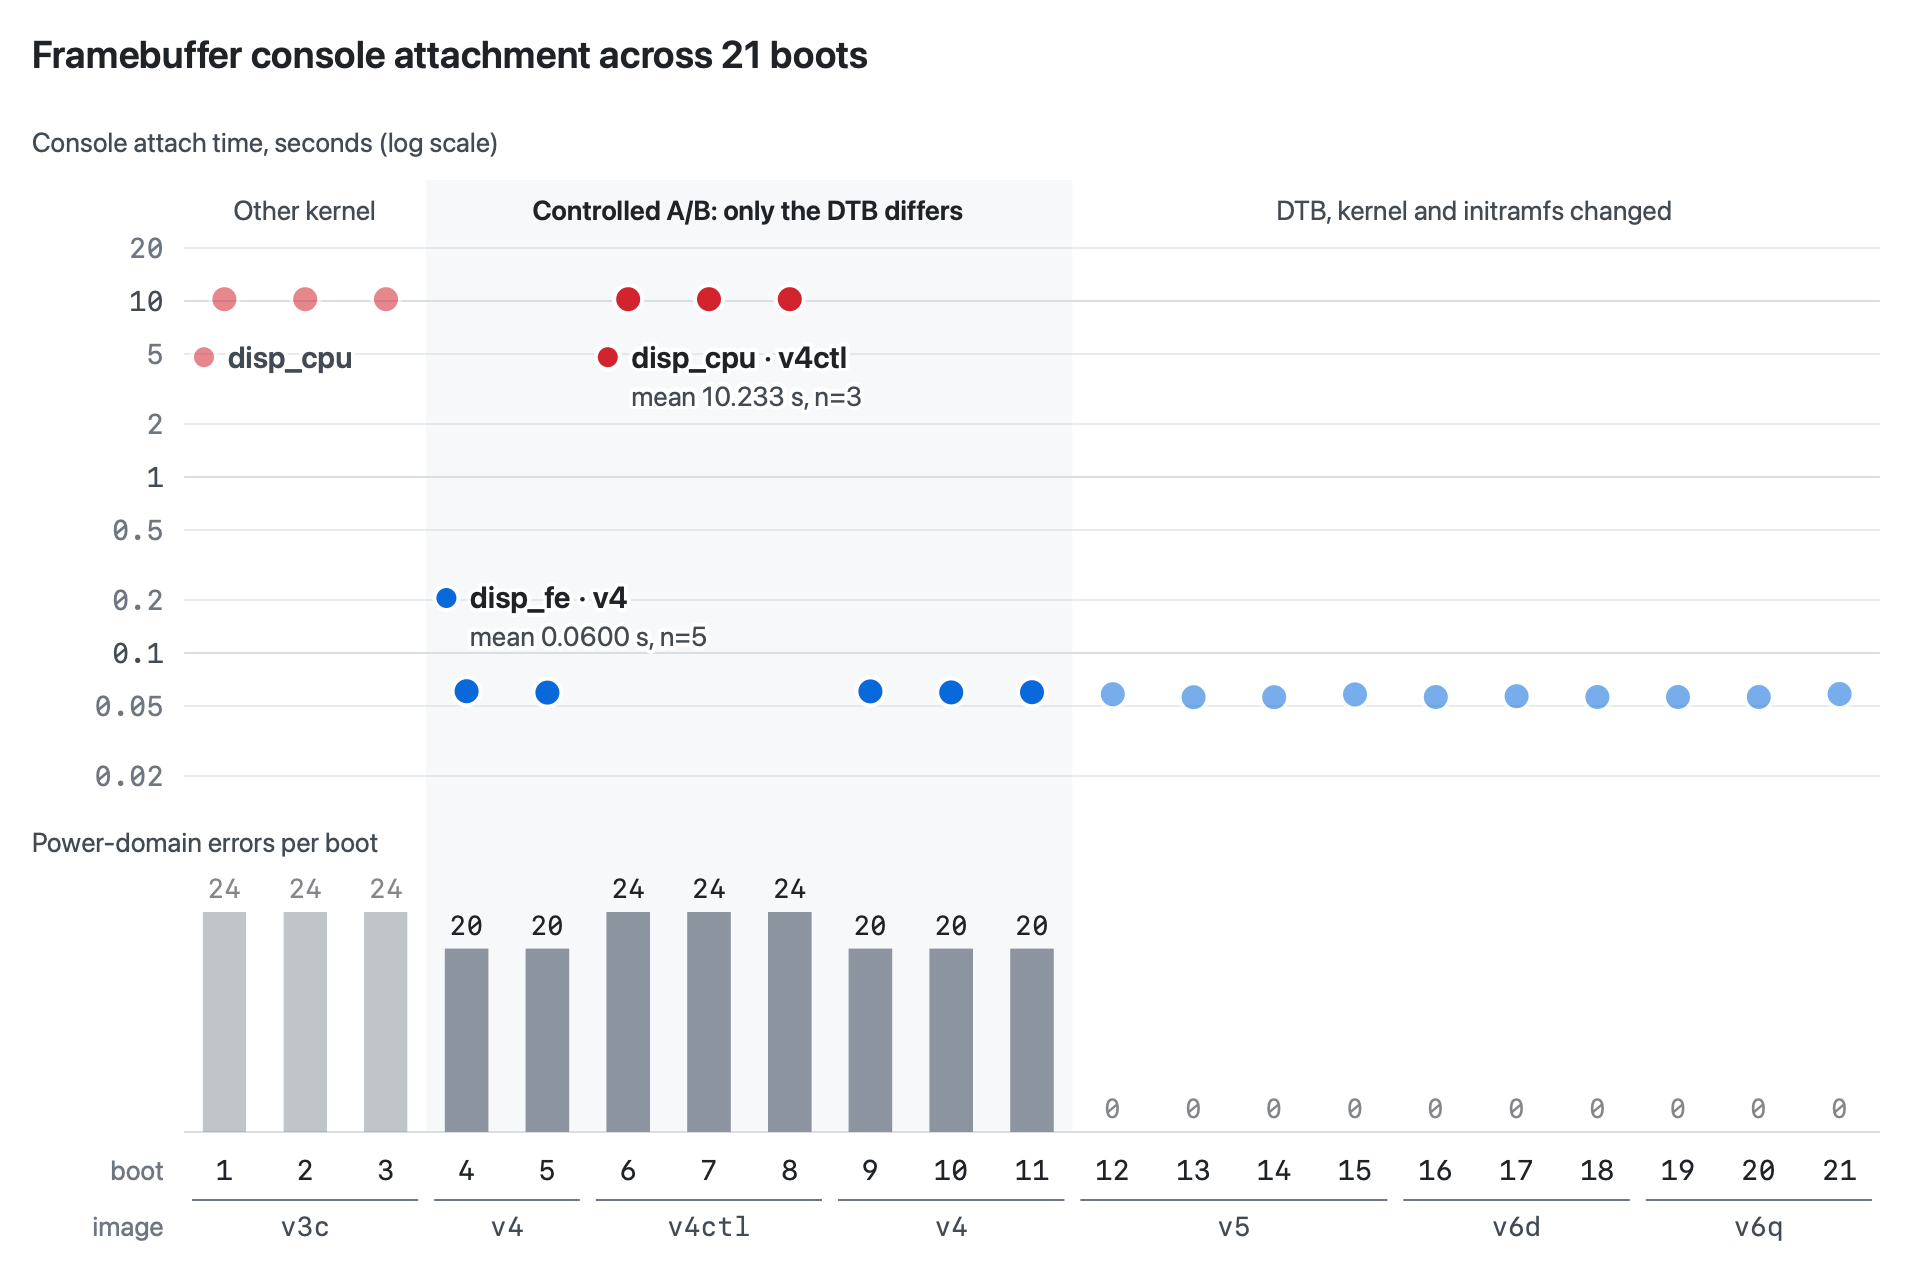 Framebuffer console attachment across 21 boots
Console attach time, seconds (log scale)
Other kernel
Controlled A/B: only the DTB differs
DTB, kernel and initramfs changed
20
10
5
disp_cpu
disp_cpu · v4ctl
mean 10.233 s, n=3
2
1
0.5
0.2
disp_fe · v4
mean 0.0600 s, n=5
0.1
0.05
0.02
Power-domain errors per boot
24 24 24 20 20 24 24 24 20 20 20 0 0 0 0 0 0 0 0 0 0
boot 1 2 3 4 5 6 7 8 9 10 11 12 13 14 15 16 17 18 19 20 21
image v3c v4 v4ctl v4 v5 v6d v6q